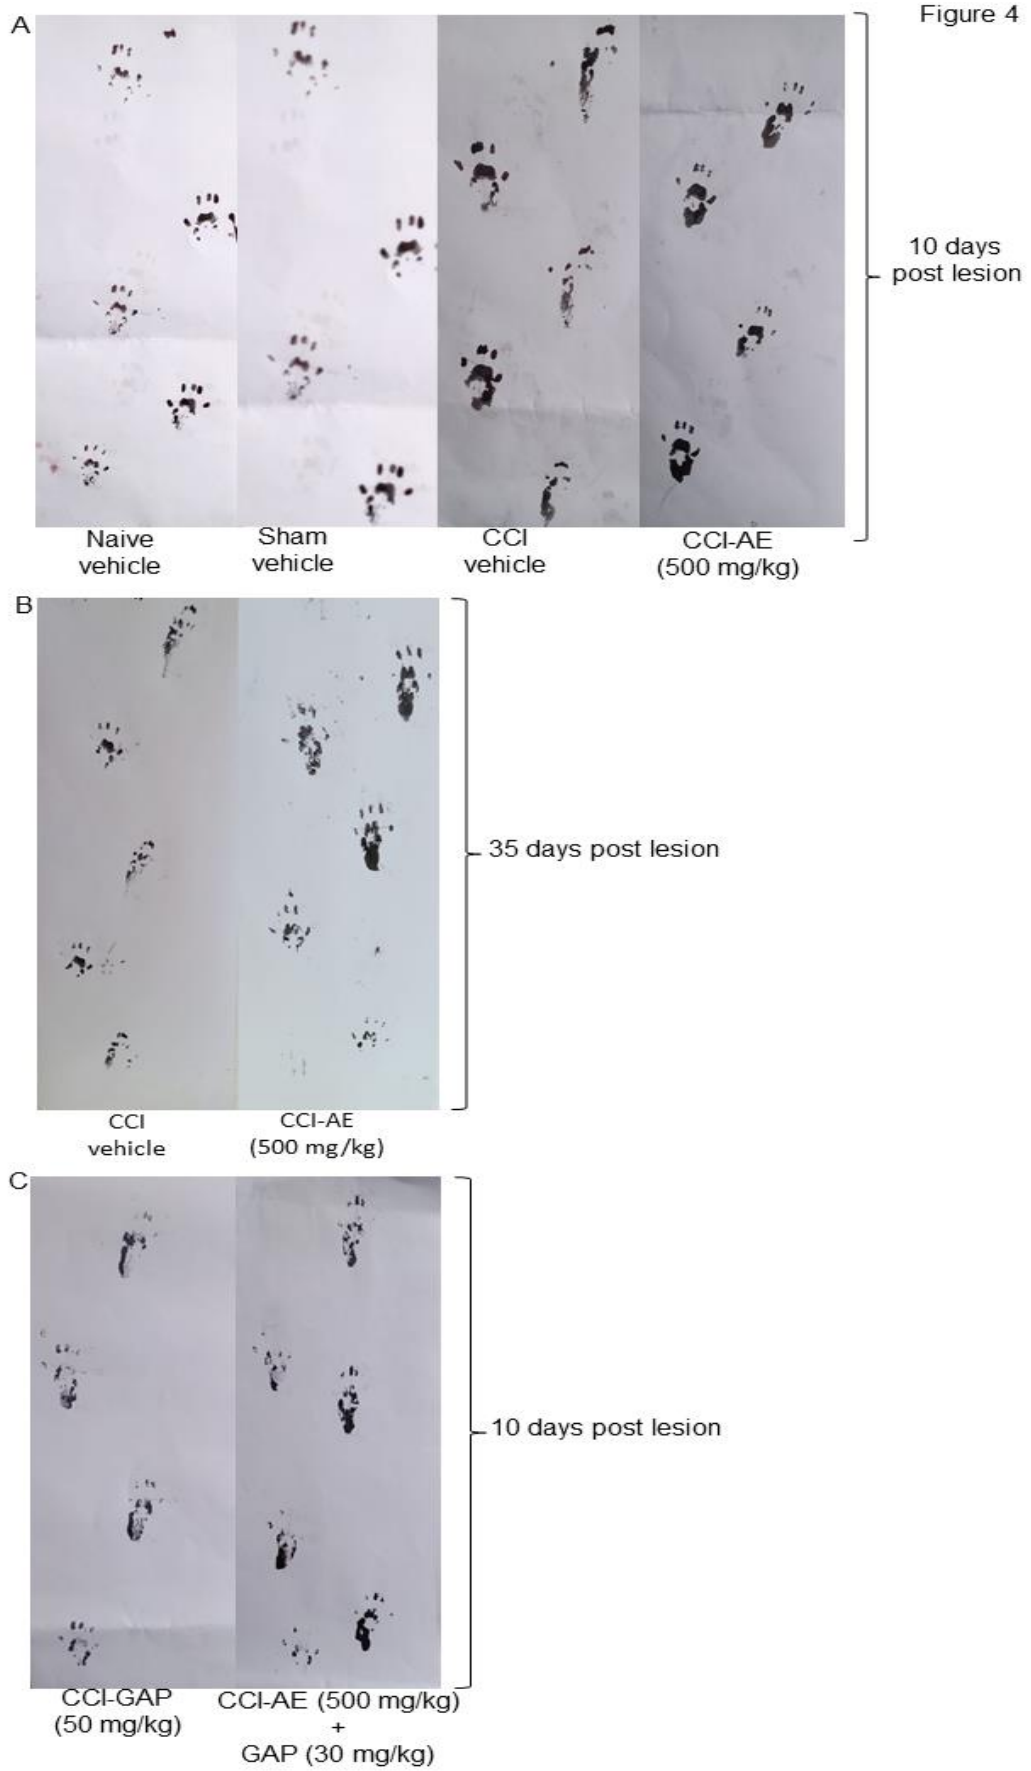 Figure 4
A
Naive
vehicle
Sham
vehicle
CCI
vehicle
CCI-AE
(500 mg/kg)
10 days
post lesion
B
CCI
vehicle
CCI-AE
(500 mg/kg)
35 days post lesion
C
CCI-GAP
(50 mg/kg)
CCI-AE (500 mg/kg)
+
GAP (30 mg/kg)
10 days post lesion